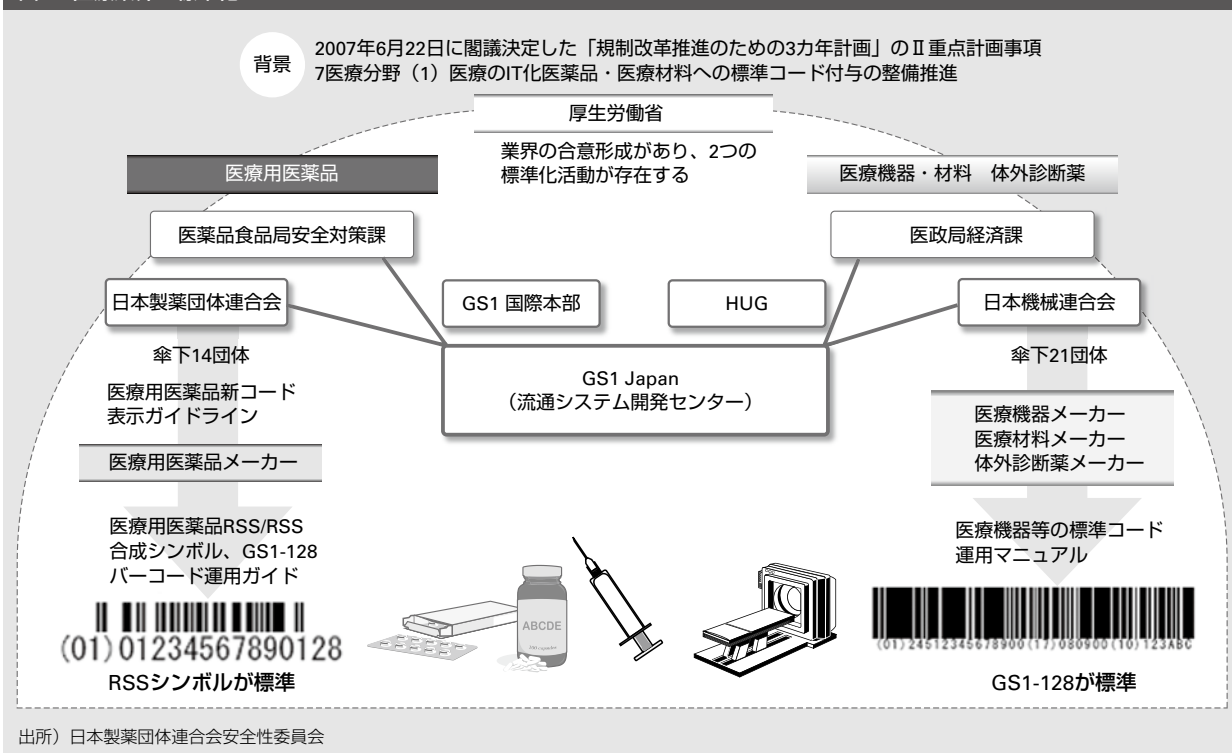 背景
2007年6月22日に閣議決定した「規制改革推進のための3カ年計画」のⅡ重点計画事項
7医療分野（1）医療のIT化医薬品・医療材料への標準コード付与の整備推進
厚生労働省
業界の合意形成があり、2つの
標準化活動が存在する
医療用医薬品
医療機器・材料　体外診断薬
医薬品食品局安全対策課
医政局経済課
日本製薬団体連合会
GS1 国際本部
HUG
日本機械連合会
傘下14団体
傘下21団体
GS1 Japan
（流通システム開発センター）
医療用医薬品新コード
表示ガイドライン
医療用医薬品メーカー
医療機器メーカー
医療材料メーカー
体外診断薬メーカー
医療用医薬品RSS/RSS
合成シンボル、GS1-128
バーコード運用ガイド
医療機器等の標準コード
運用マニュアル
ABCDE
(01)01234567890128
(01)24512345678900(17)080900(10)123ABC
RSSシンボルが標準
GS1-128が標準
出所）日本製薬団体連合会安全性委員会